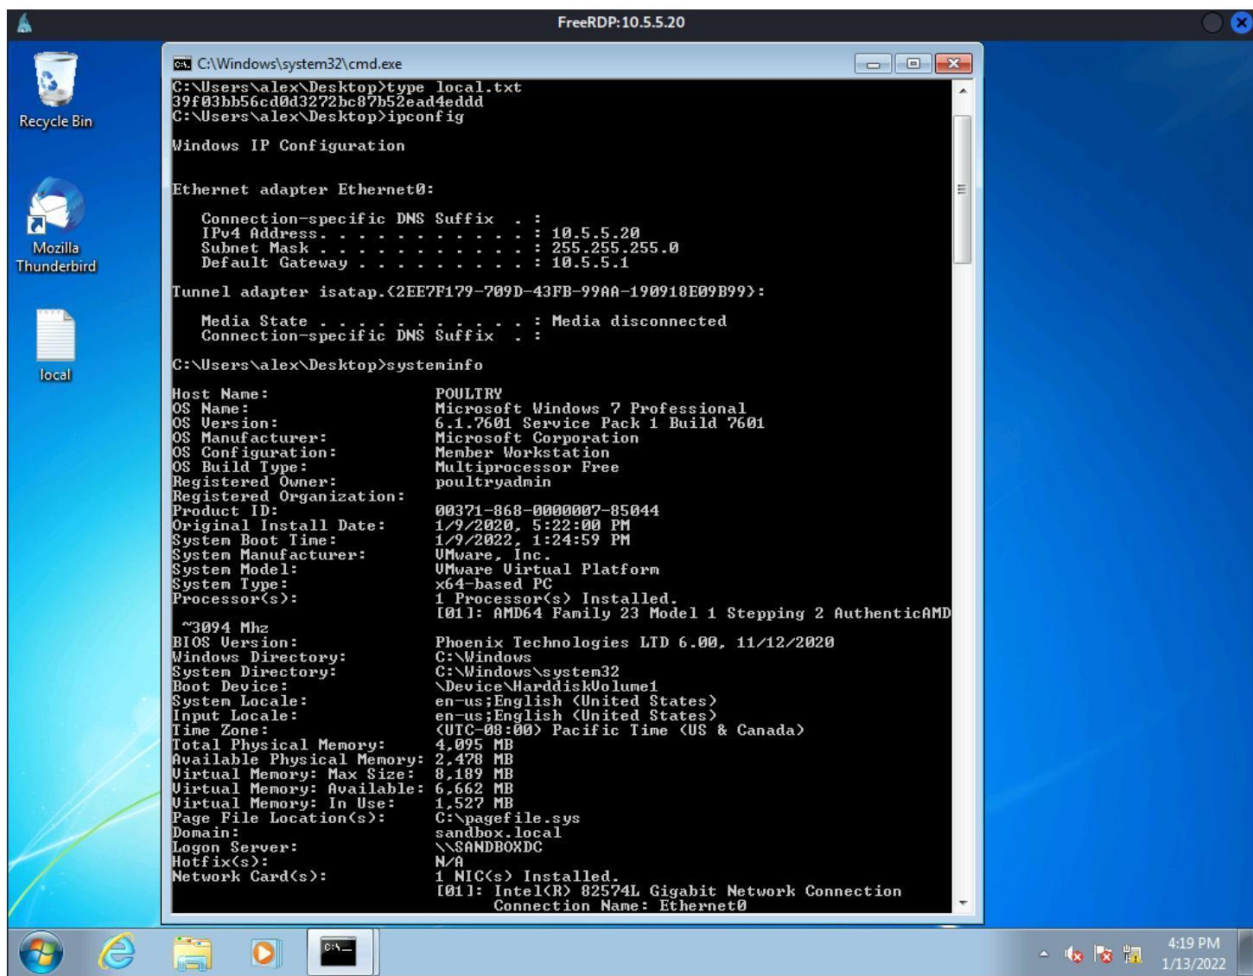 FreeRDP:10.5.5.20
Recycle Bin
Mozilla
Thunderbird
local
C:\Windows\system32\cmd.exe
C:\Users\alex\Desktop>type local.txt
39f03bb56cd0d3272bc87b52ead4eddd
C:\Users\alex\Desktop>ipconfig
Windows IP Configuration
Ethernet adapter Ethernet0:
Connection-specific DNS Suffix . :
IPv4 Address. . . . . . . . . . . : 10.5.5.20
Subnet Mask . . . . . . . . . . . : 255.255.255.0
Default Gateway . . . . . . . . . : 10.5.5.1
Tunnel adapter isatap.{2EE7F179-709D-43FB-99AA-190918E09B99}:
Media State . . . . . . . . . . . : Media disconnected
Connection-specific DNS Suffix . :
C:\Users\alex\Desktop>systeminfo
Host Name: POULTRY
OS Name: Microsoft Windows 7 Professional
OS Version: 6.1.7601 Service Pack 1 Build 7601
OS Manufacturer: Microsoft Corporation
OS Configuration: Member Workstation
OS Build Type: Multiprocessor Free
Registered Owner: poultryadmin
Registered Organization:
Product ID: 00371-868-0000007-85044
Original Install Date: 1/9/2020, 5:22:00 PM
System Boot Time: 1/9/2022, 1:24:59 PM
System Manufacturer: VMware, Inc.
System Model: VMware Virtual Platform
System Type: x64-based PC
Processor(s): 1 Processor(s) Installed.
[01]: AMD64 Family 23 Model 1 Stepping 2 AuthenticAMD
~3094 Mhz
BIOS Version: Phoenix Technologies LTD 6.00, 11/12/2020
Windows Directory: C:\Windows
System Directory: C:\Windows\system32
Boot Device: \Device\HarddiskVolume1
System Locale: en-us;English (United States)
Input Locale: en-us;English (United States)
Time Zone: (UTC-08:00) Pacific Time (US & Canada)
Total Physical Memory: 4,095 MB
Available Physical Memory: 2,478 MB
Virtual Memory: Max Size: 8,189 MB
Virtual Memory: Available: 6,662 MB
Virtual Memory: In Use: 1,527 MB
Page File Location(s): C:\pagefile.sys
Domain: sandbox.local
Logon Server: \\SANDBOXDC
Hotfix(s): N/A
Network Card(s): 1 NIC(s) Installed.
[01]: Intel(R) 82574L Gigabit Network Connection
Connection Name: Ethernet0
4:19 PM
1/13/2022